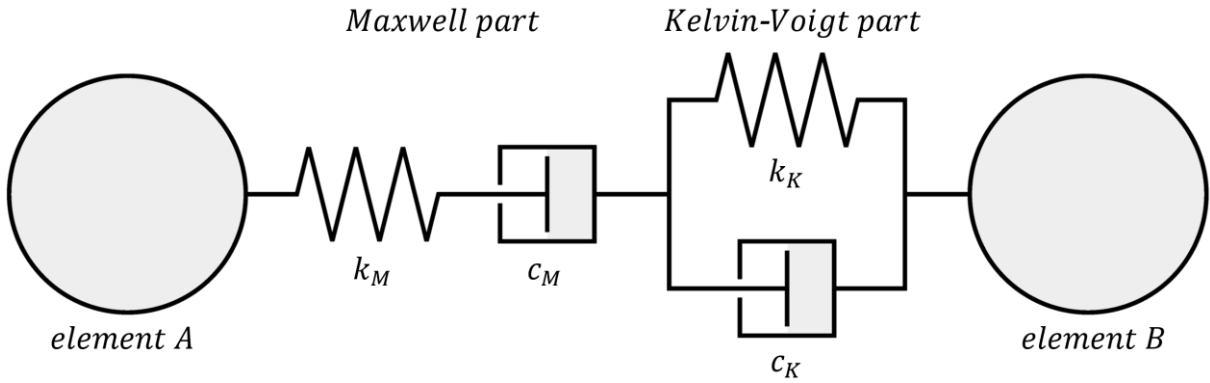 Maxwell part
Kelvin-Voigt part
k_K
k_M
c_M
element A
element B
c_K